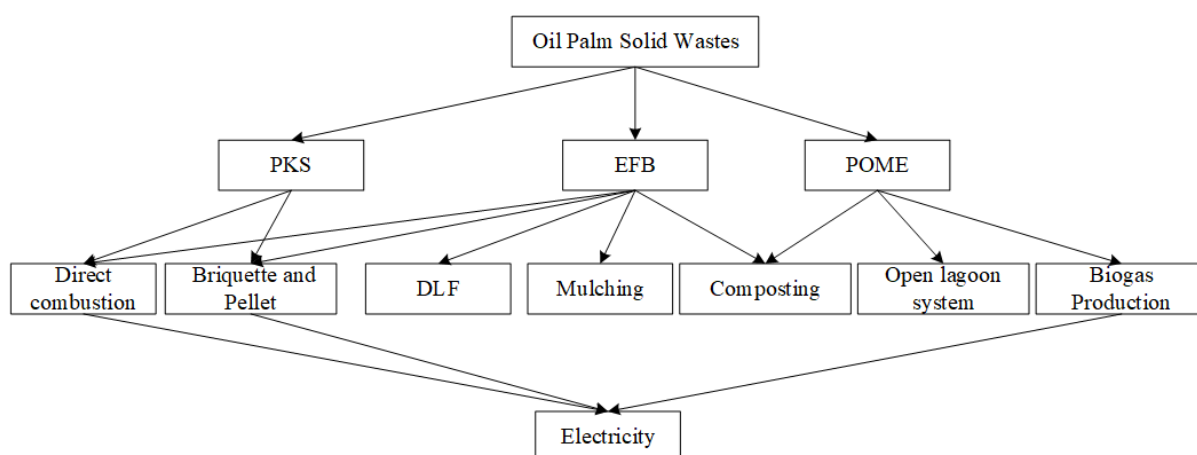 Oil Palm Solid Wastes
PKS
EFB
POME
Direct
combustion
Briquette and
Pellet
DLF
Mulching
Composting
Open lagoon
system
Biogas
Production
Electricity